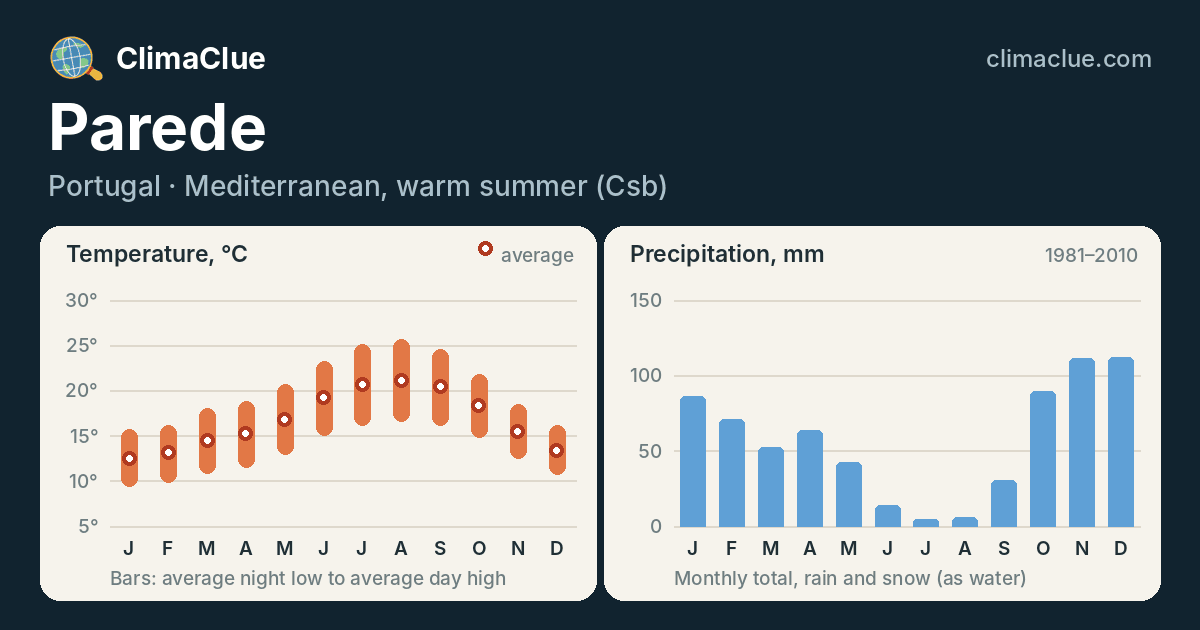 ClimaClue
climaclue.com
Parede
Portugal · Mediterranean, warm summer (Csb)
Temperature, °C
average
30°
25°
20°
15°
10°
5°
J F M A M J J A S O N D
Bars: average night low to average day high
Precipitation, mm
1981–2010
150
100
50
0
J F M A M J J A S O N D
Monthly total, rain and snow (as water)